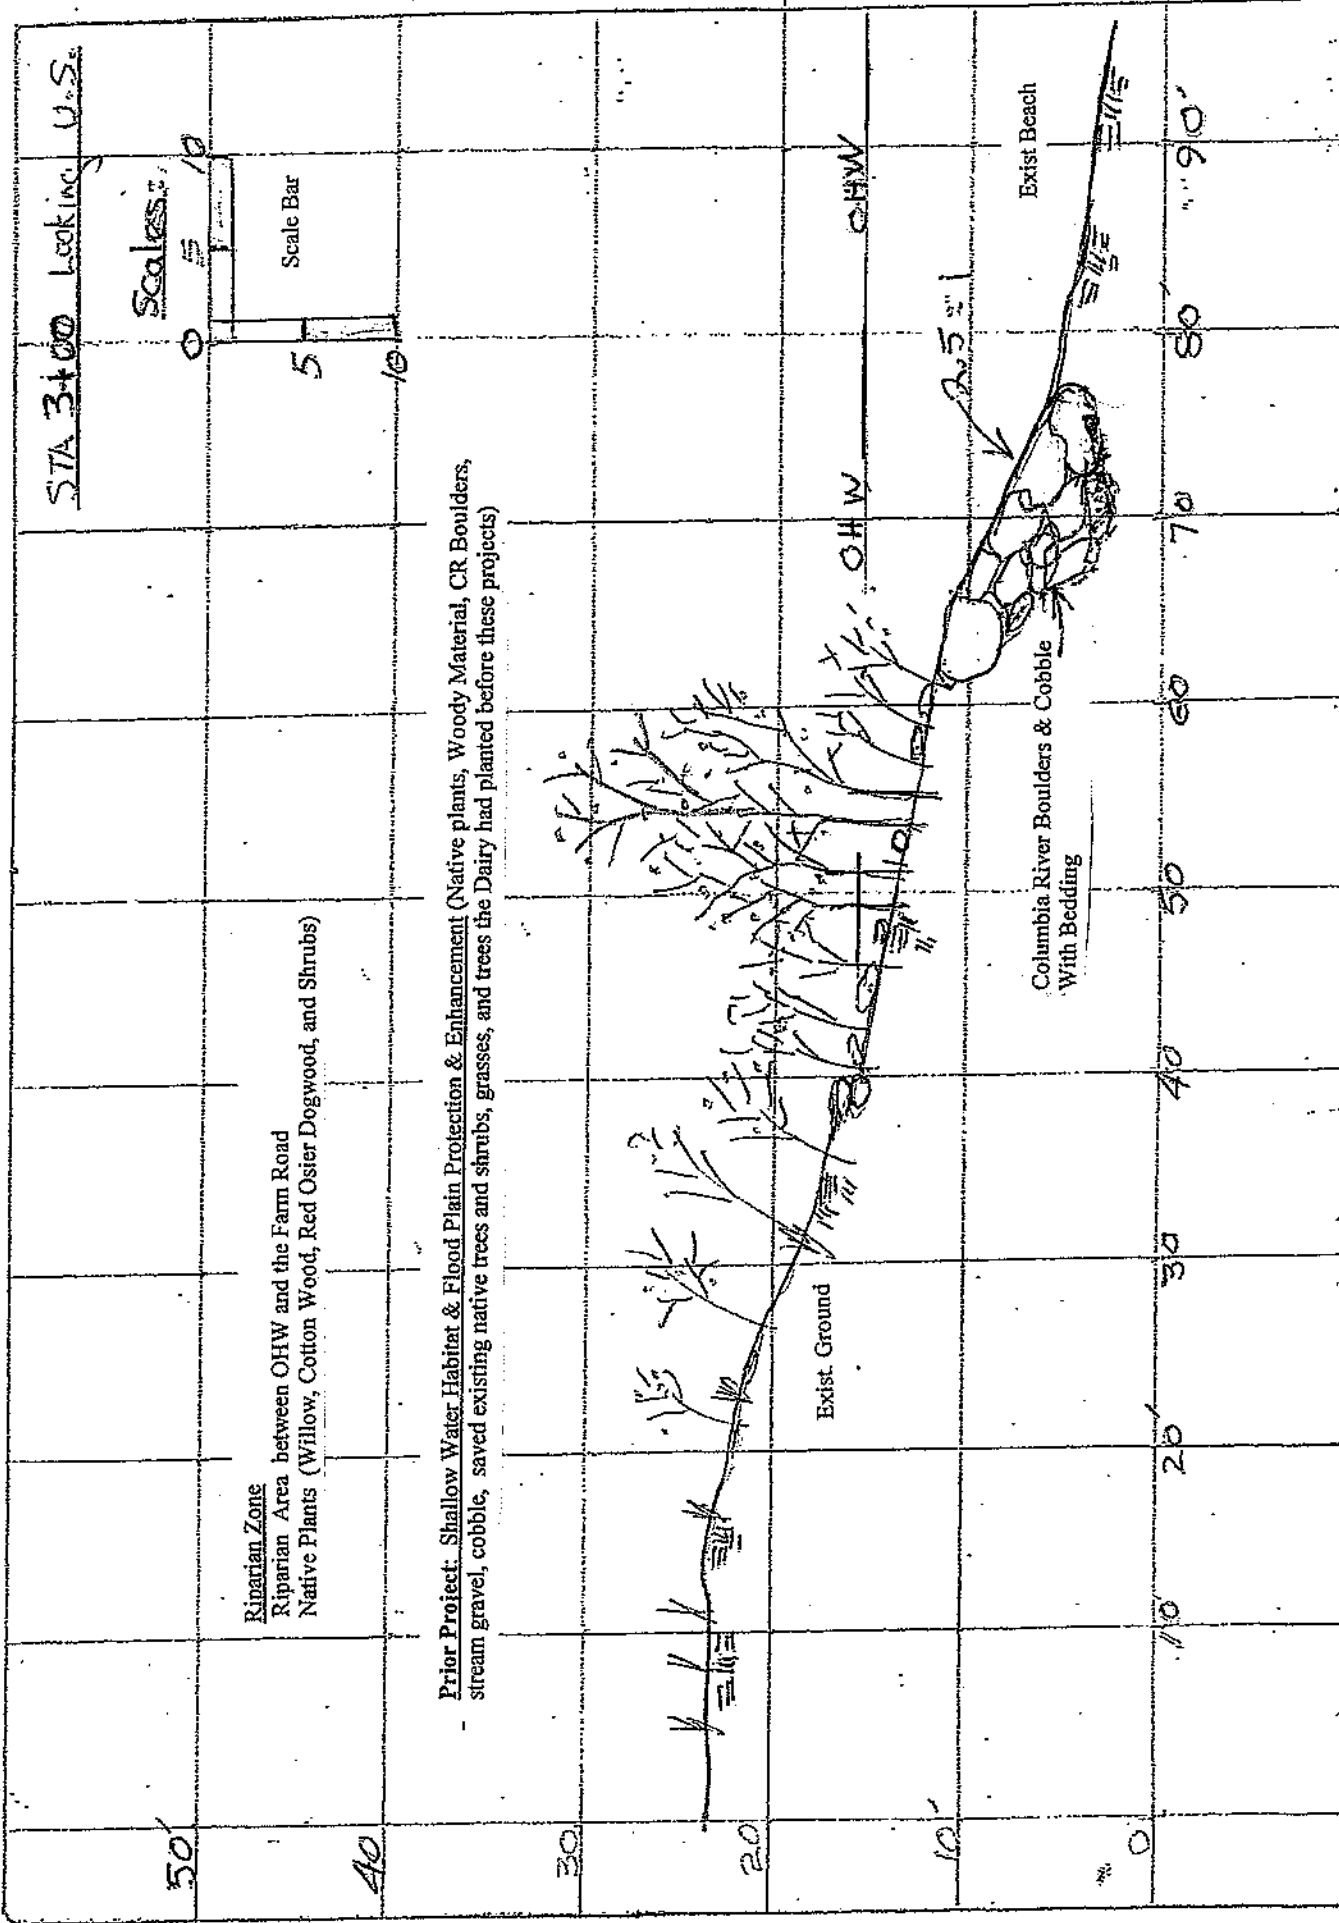 STA 3+00 Looking U.S.
Scales:
0 5 10
5
10
Scale Bar
Riparian Zone
Riparian Area between OHW and the Farm Road
Native Plants (Willow, Cotton Wood, Red Osier Dogwood, and Shrubs)
- Prior Project: Shallow Water Habitat & Flood Plain Protection & Enhancement (Native plants, Woody Material, CR Boulders,
stream gravel, cobble, saved existing native trees and shrubs, grasses, and trees the Dairy had planted before these projects)
50'
40
30
20
10'
0
OHW OHW
2.5:1
Exist. Ground
Exist Beach
Columbia River Boulders & Cobble
With Bedding
10' 20' 30 40 50 60 70 80 90'